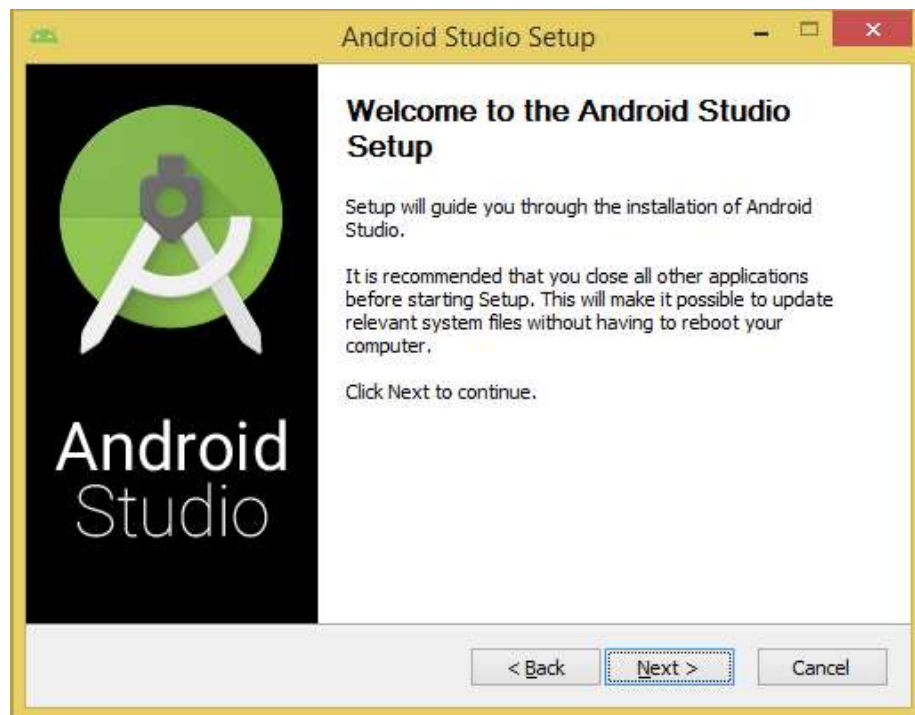 Android Studio Setup
Welcome to the Android Studio
Setup
Setup will guide you through the installation of Android
Studio.
It is recommended that you close all other applications
before starting Setup. This will make it possible to update
relevant system files without having to reboot your
computer.
Click Next to continue.
Android
Studio
< Back Next > Cancel